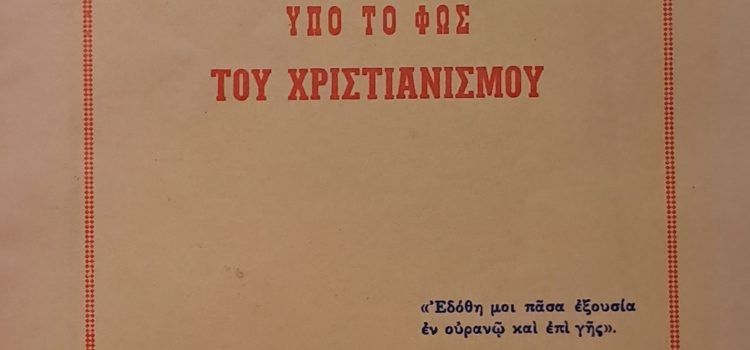 ΥΠΟ ΤΟ ΦΩΣ
ΤΟΥ ΧΡΙΣΤΙΑΝΙΣΜΟΥ
«Ἐδόθη μοι πᾶσα ἐξουσία
ἐν οὐρανῷ καὶ ἐπὶ γῆς».